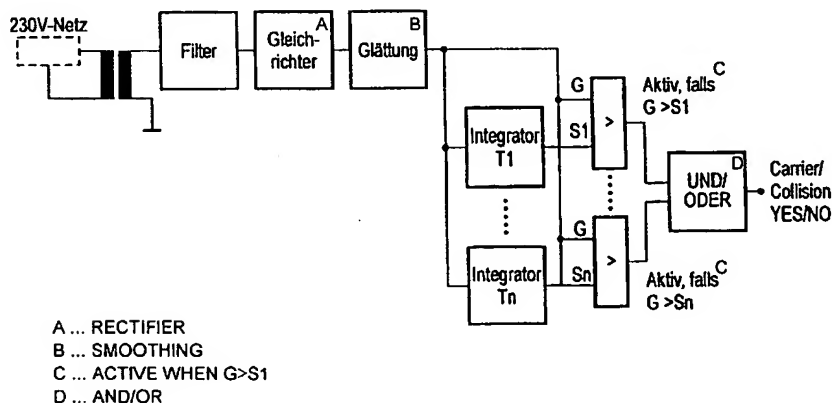 230V-Netz
Filter
A
Gleich-
richter
B
Glättung
G
S1
>
C
Aktiv, falls
G >S1
Integrator
T1
D
UND/
ODER
Carrier/
Collision
YES/NO
G
Sn
>
C
Aktiv, falls
G >Sn
Integrator
Tn
A ... RECTIFIER
B ... SMOOTHING
C ... ACTIVE WHEN G>S1
D ... AND/OR